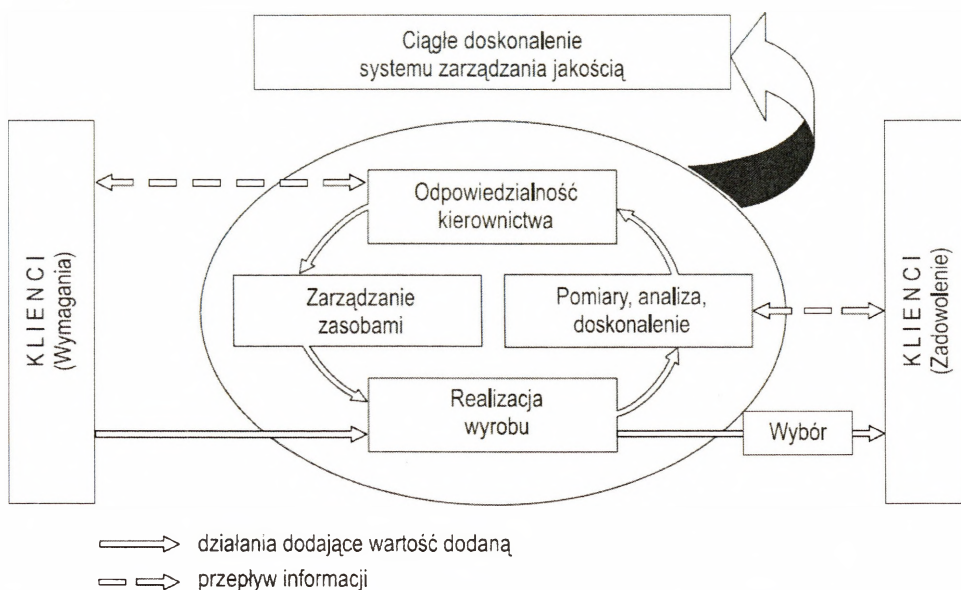 Ciągłe doskonalenie
systemu zarządzania jakością
KLIENCI
(Wymagania)
Odpowiedzialność
kierownictwa
Zarządzanie
zasobami
Pomiary, analiza,
doskonalenie
Realizacja
wyrobu
Wybór
KLIENCI
(Zadowolenie)
działania dodające wartość dodaną
przepływ informacji